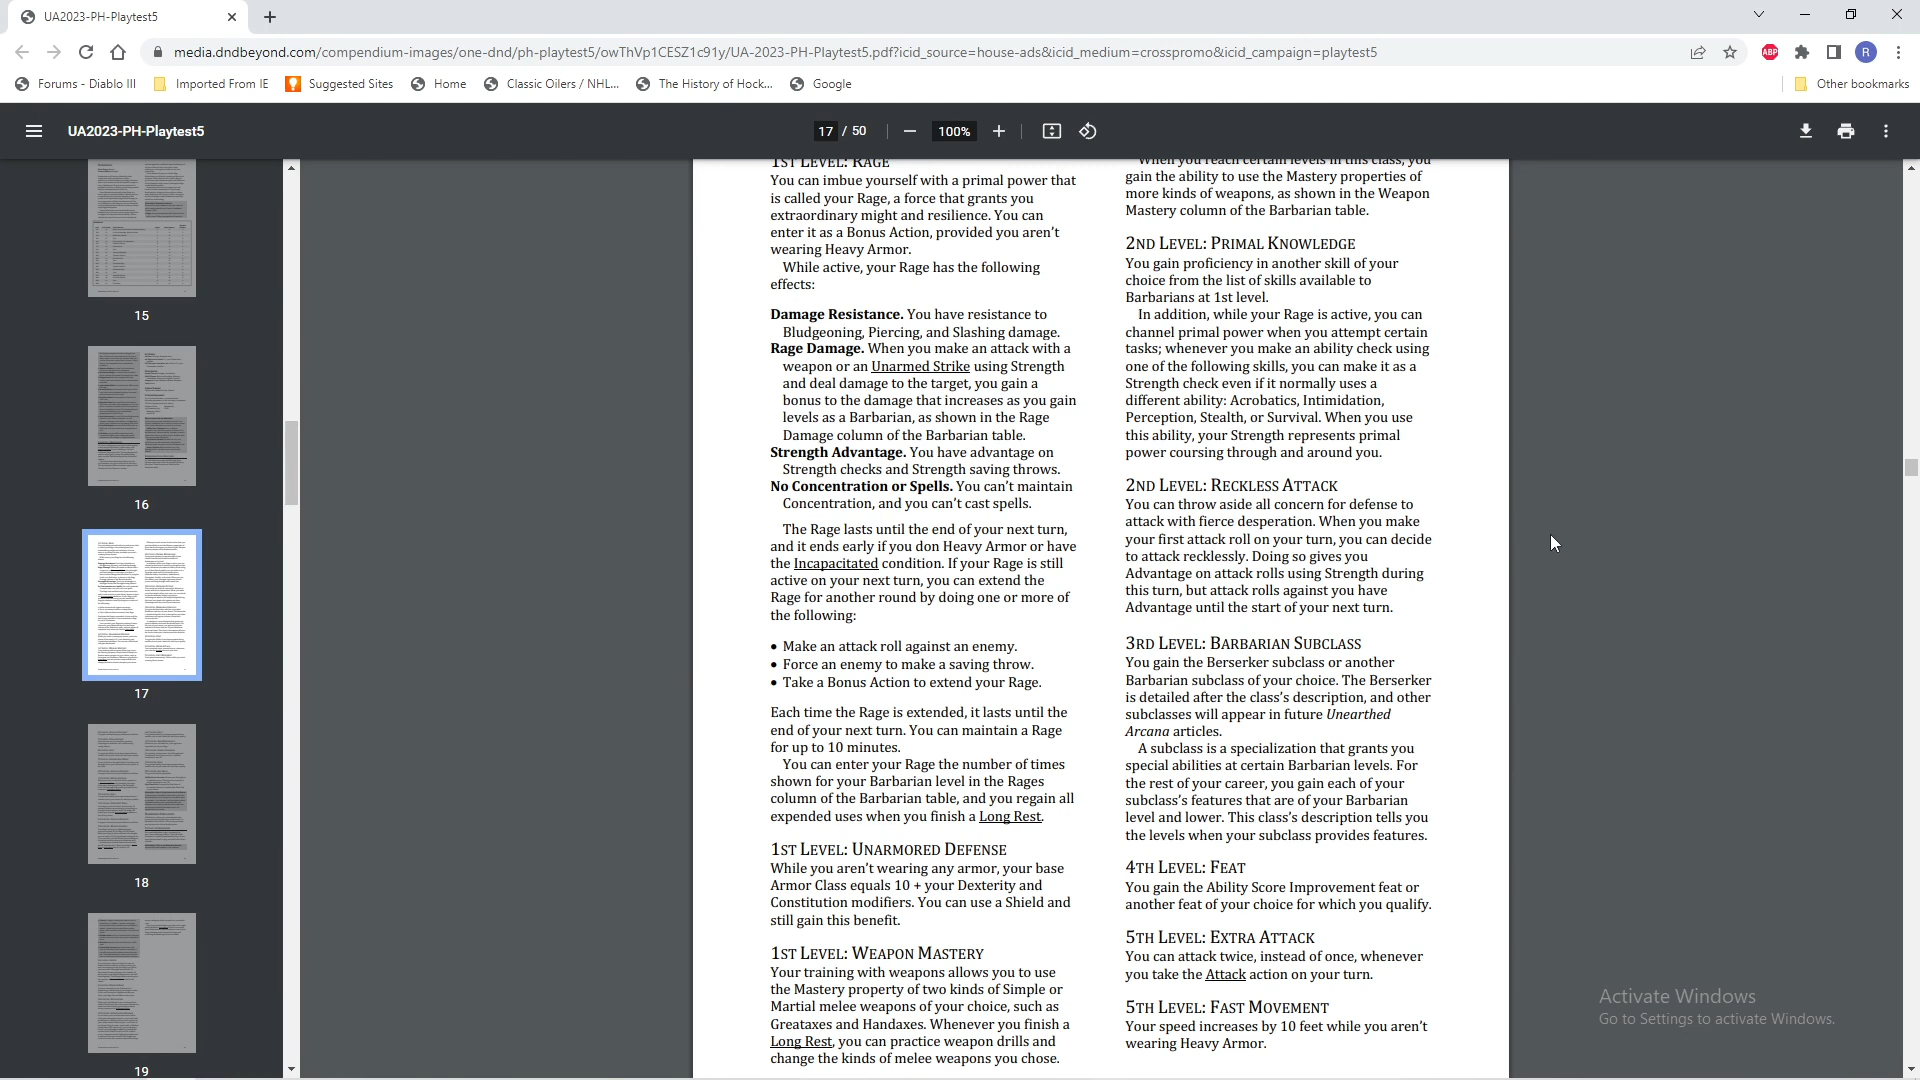 UA2023-PH-Playtest5
media.dndbeyond.com/compendium-images/one-dnd/ph-playtest5/owThVp1CESZ1c91y/UA-2023-PH-Playtest5.pdf?icid_source=house-ads&icid_medium=crosspromo&icid_campaign=playtest5
ABP
R
Forums - Diablo III
Imported From IE
Suggested Sites
Home
Classic Oilers / NHL...
The History of Hock...
Google
Other bookmarks
UA2023-PH-Playtest5
17 / 50
100%
15
16
17
18
19
1ST LEVEL: RAGE
You can imbue yourself with a primal power that
is called your Rage, a force that grants you
extraordinary might and resilience. You can
enter it as a Bonus Action, provided you aren't
wearing Heavy Armor.
While active, your Rage has the following
effects:
Damage Resistance. You have resistance to
Bludgeoning, Piercing, and Slashing damage.
Rage Damage. When you make an attack with a
weapon or an Unarmed Strike using Strength
and deal damage to the target, you gain a
bonus to the damage that increases as you gain
levels as a Barbarian, as shown in the Rage
Damage column of the Barbarian table.
Strength Advantage. You have advantage on
Strength checks and Strength saving throws.
No Concentration or Spells. You can't maintain
Concentration, and you can't cast spells.
The Rage lasts until the end of your next turn,
and it ends early if you don Heavy Armor or have
the Incapacitated condition. If your Rage is still
active on your next turn, you can extend the
Rage for another round by doing one or more of
the following:
• Make an attack roll against an enemy.
• Force an enemy to make a saving throw.
• Take a Bonus Action to extend your Rage.
Each time the Rage is extended, it lasts until the
end of your next turn. You can maintain a Rage
for up to 10 minutes.
You can enter your Rage the number of times
shown for your Barbarian level in the Rages
column of the Barbarian table, and you regain all
expended uses when you finish a Long Rest.
1ST LEVEL: UNARMORED DEFENSE
While you aren't wearing any armor, your base
Armor Class equals 10 + your Dexterity and
Constitution modifiers. You can use a Shield and
still gain this benefit.
1ST LEVEL: WEAPON MASTERY
Your training with weapons allows you to use
the Mastery property of two kinds of Simple or
Martial melee weapons of your choice, such as
Greataxes and Handaxes. Whenever you finish a
Long Rest, you can practice weapon drills and
change the kinds of melee weapons you chose.
When you reach certain levels in this class, you
gain the ability to use the Mastery properties of
more kinds of weapons, as shown in the Weapon
Mastery column of the Barbarian table.
2ND LEVEL: PRIMAL KNOWLEDGE
You gain proficiency in another skill of your
choice from the list of skills available to
Barbarians at 1st level.
In addition, while your Rage is active, you can
channel primal power when you attempt certain
tasks; whenever you make an ability check using
one of the following skills, you can make it as a
Strength check even if it normally uses a
different ability: Acrobatics, Intimidation,
Perception, Stealth, or Survival. When you use
this ability, your Strength represents primal
power coursing through and around you.
2ND LEVEL: RECKLESS ATTACK
You can throw aside all concern for defense to
attack with fierce desperation. When you make
your first attack roll on your turn, you can decide
to attack recklessly. Doing so gives you
Advantage on attack rolls using Strength during
this turn, but attack rolls against you have
Advantage until the start of your next turn.
3RD LEVEL: BARBARIAN SUBCLASS
You gain the Berserker subclass or another
Barbarian subclass of your choice. The Berserker
is detailed after the class's description, and other
subclasses will appear in future Unearthed
Arcana articles.
A subclass is a specialization that grants you
special abilities at certain Barbarian levels. For
the rest of your career, you gain each of your
subclass's features that are of your Barbarian
level and lower. This class's description tells you
the levels when your subclass provides features.
4TH LEVEL: FEAT
You gain the Ability Score Improvement feat or
another feat of your choice for which you qualify.
5TH LEVEL: EXTRA ATTACK
You can attack twice, instead of once, whenever
you take the Attack action on your turn.
5TH LEVEL: FAST MOVEMENT
Your speed increases by 10 feet while you aren't
wearing Heavy Armor.
Activate Windows
Go to Settings to activate Windows.